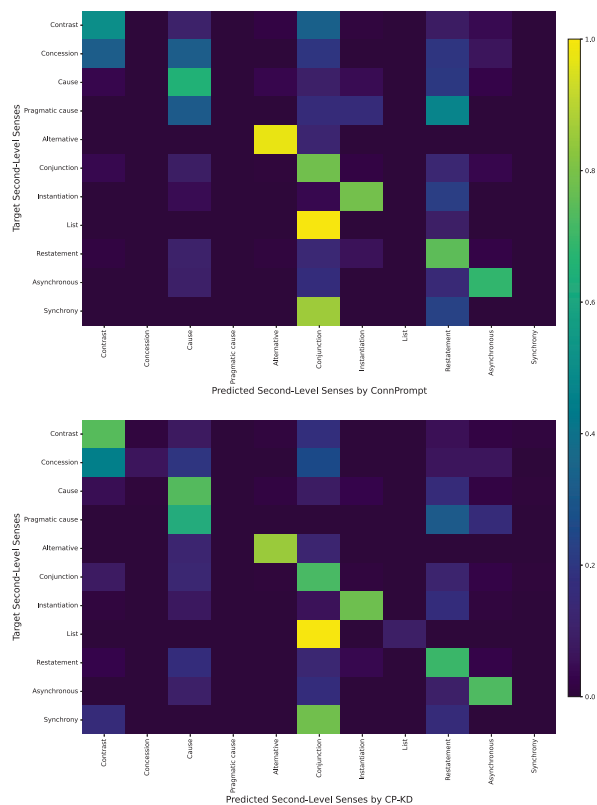 Contrast
Concession
Cause
Pragmatic cause
Alternative
Conjunction
Instantiation
List
Restatement
Asynchronous
Synchrony
Target Second-Level Senses
Contrast
Concession
Cause
Pragmatic cause
Alternative
Conjunction
Instantiation
List
Restatement
Asynchronous
Synchrony
Predicted Second-Level Senses by ConnPrompt
Contrast
Concession
Cause
Pragmatic cause
Alternative
Conjunction
Instantiation
List
Restatement
Asynchronous
Synchrony
Target Second-Level Senses
Contrast
Concession
Cause
Pragmatic cause
Alternative
Conjunction
Instantiation
List
Restatement
Asynchronous
Synchrony
Predicted Second-Level Senses by CP-KD
1.0
0.8
0.6
0.4
0.2
0.0